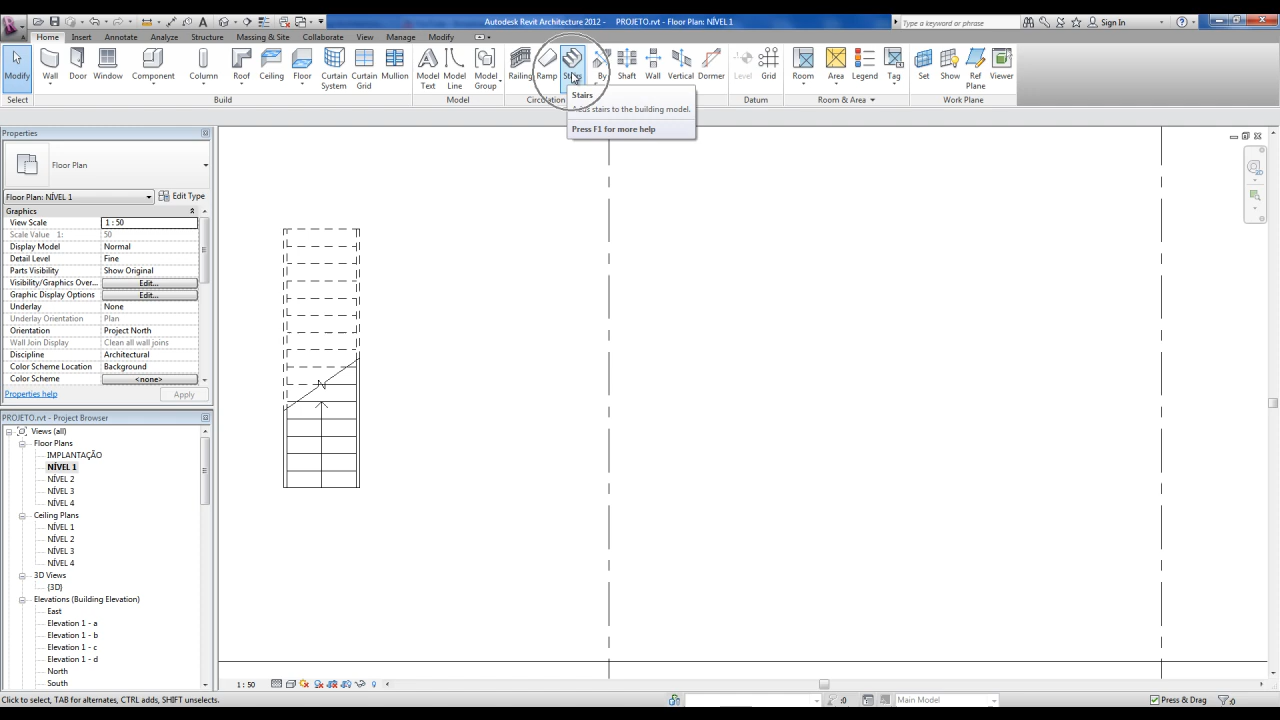 Autodesk Revit Architecture 2012 - PROJETO.rvt - Floor Plan: NÍVEL 1
Type a keyword or phrase
Sign In
Home Insert Annotate Analyze Structure Massing & Site Collaborate View Manage Modify
Modify Wall Door Window Component Column Roof Ceiling Floor Curtain System Curtain Grid Mullion Model Text Model Line Model Group Railing Ramp By Shaft Wall Vertical Dormer Level Grid Room Area Legend Tag Set Show Ref Plane Viewer
Select Build Model Datum Room & Area Work Plane
Stairs
to the building model.
Press F1 for more help
Properties
Floor Plan
Floor Plan: NÍVEL 1 Edit Type
Graphics
View Scale 1 : 50
Scale Value 1: 50
Display Model Normal
Detail Level Fine
Parts Visibility Show Original
Visibility/Graphics Over... Edit...
Graphic Display Options Edit...
Underlay None
Underlay Orientation Plan
Orientation Project North
Wall Join Display Clean all wall joins
Discipline Architectural
Color Scheme Location Background
Color Scheme <none>
Properties help Apply
PROJETO.rvt - Project Browser
Views (all)
Floor Plans
IMPLANTAÇÃO
NÍVEL 1
NÍVEL 2
NÍVEL 3
NÍVEL 4
Ceiling Plans
NÍVEL 1
NÍVEL 2
NÍVEL 3
NÍVEL 4
3D Views
{3D}
Elevations (Building Elevation)
East
Elevation 1 - a
Elevation 1 - b
Elevation 1 - c
Elevation 1 - d
North
South
1 : 50
Click to select, TAB for alternates, CTRL adds, SHIFT unselects.
:0
Main Model
Press & Drag
:0